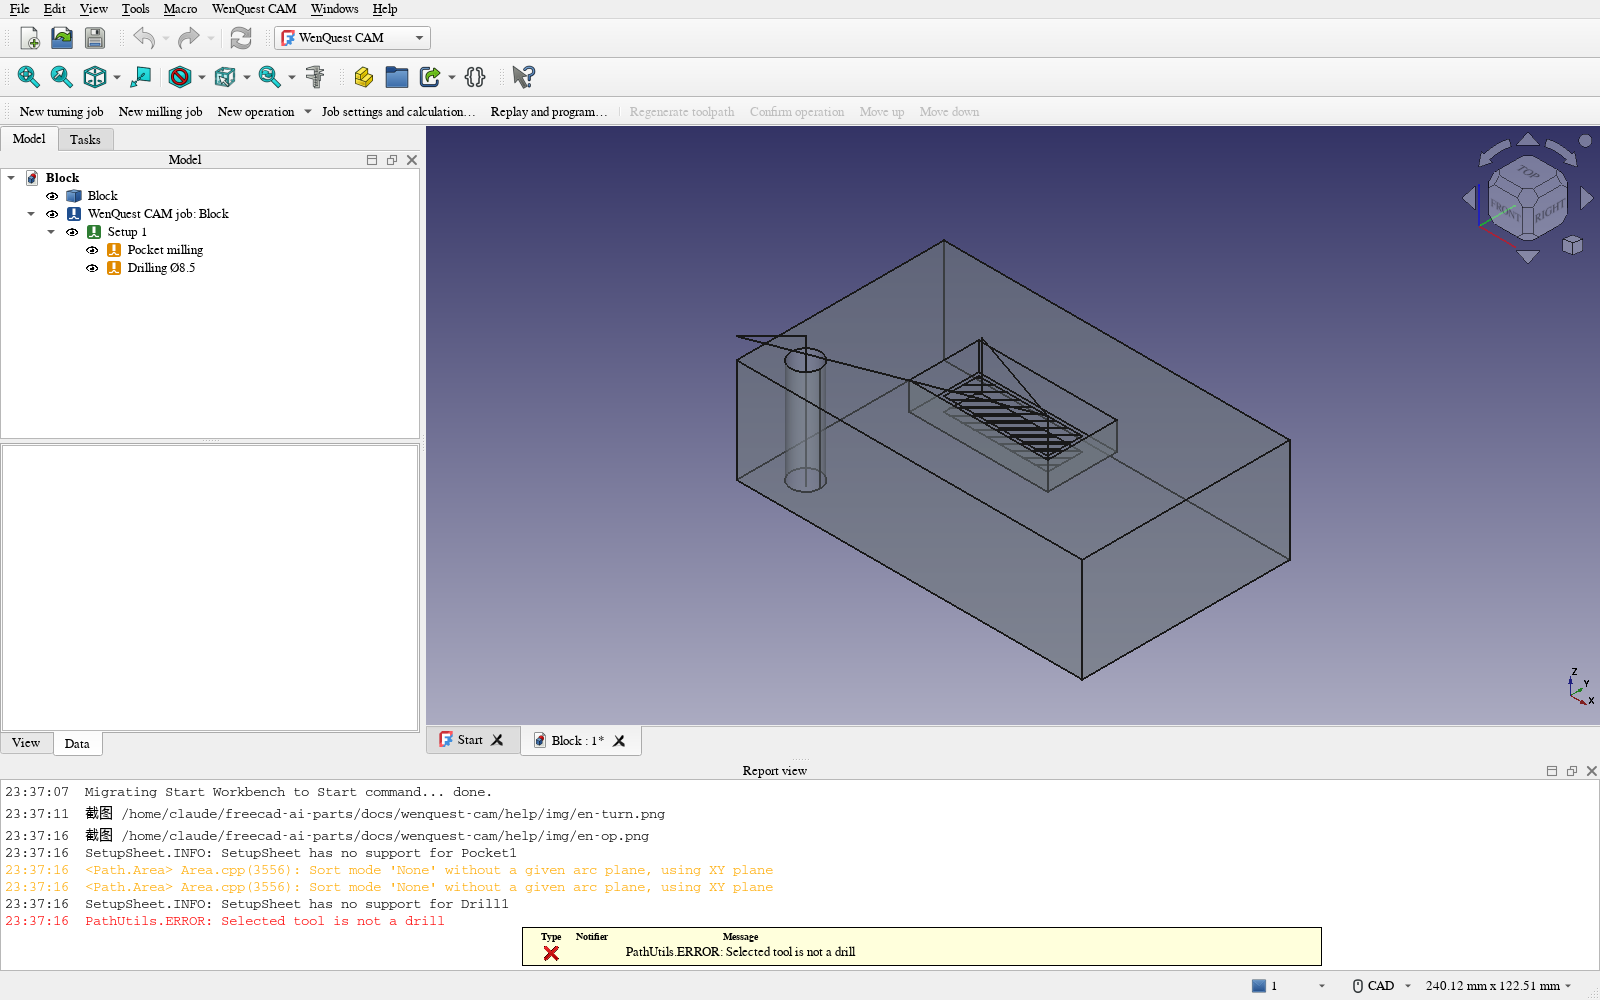 File Edit View Tools Macro WenQuest CAM Windows Help
WenQuest CAM
New turning job New milling job New operation Job settings and calculation… Replay and program… Regenerate toolpath Confirm operation Move up Move down
Model Tasks
Model
Block
Block
WenQuest CAM job: Block
Setup 1
Pocket milling
Drilling Ø8.5
TOP
FRONT
RIGHT
Z
Y
X
View Data
Start Block : 1*
Report view
23:37:07 Migrating Start Workbench to Start command... done.
23:37:11 截图 /home/claude/freecad-ai-parts/docs/wenquest-cam/help/img/en-turn.png
23:37:16 截图 /home/claude/freecad-ai-parts/docs/wenquest-cam/help/img/en-op.png
23:37:16 SetupSheet.INFO: SetupSheet has no support for Pocket1
23:37:16 <Path.Area> Area.cpp(3556): Sort mode 'None' without a given arc plane, using XY plane
23:37:16 <Path.Area> Area.cpp(3556): Sort mode 'None' without a given arc plane, using XY plane
23:37:16 SetupSheet.INFO: SetupSheet has no support for Drill1
23:37:16 PathUtils.ERROR: Selected tool is not a drill
Type Notifier Message
PathUtils.ERROR: Selected tool is not a drill
1 CAD 240.12 mm x 122.51 mm